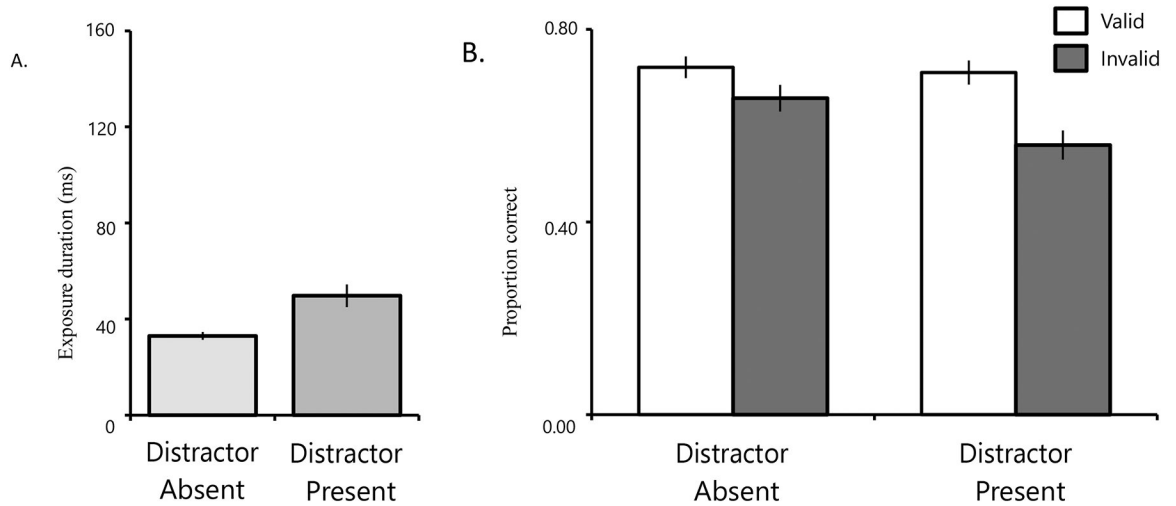 A.
160
120
80
40
0
Exposure duration (ms)
Distractor
Absent
Distractor
Present
B.
0.80
0.40
0.00
Proportion correct
Valid
Invalid
Distractor
Absent
Distractor
Present